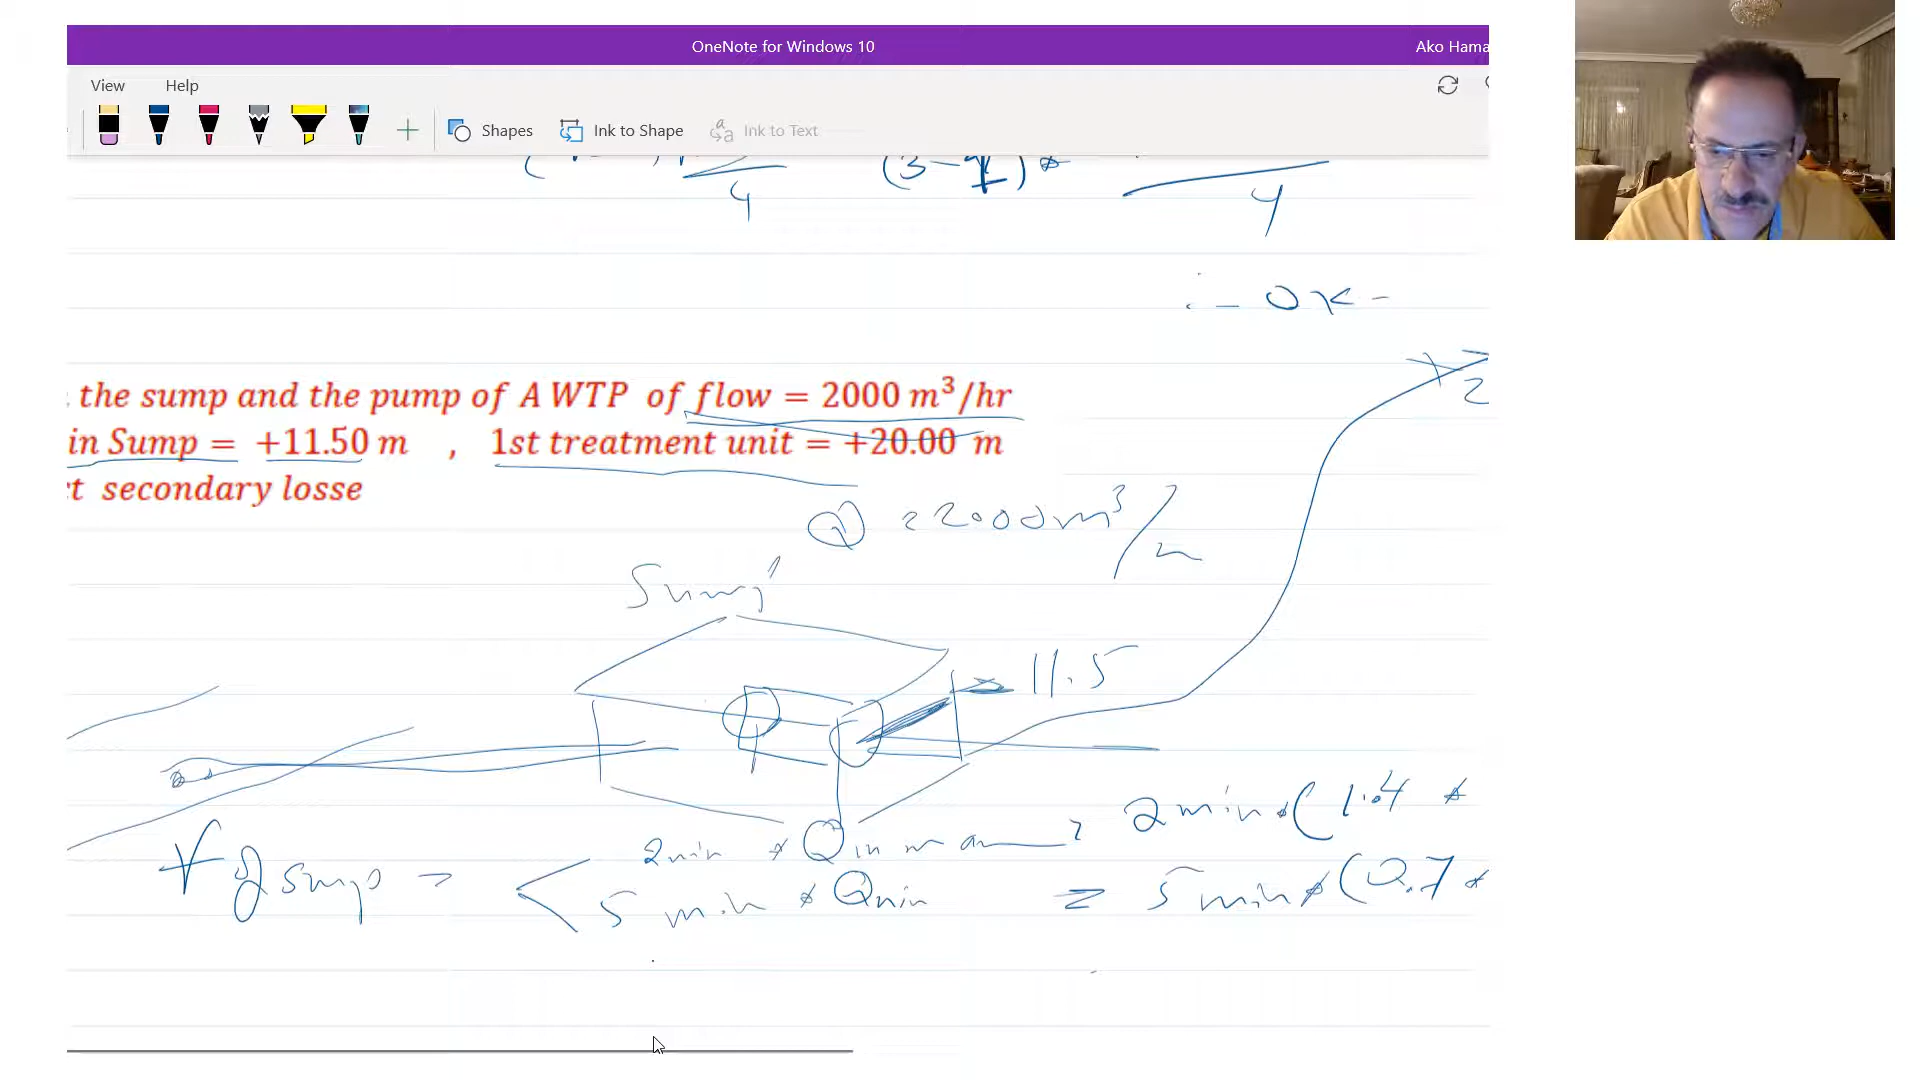 OneNote for Windows 10
Ako Hama
View Help
Shapes Ink to Shape Ink to Text
4 (3-1)*
4
∴ OK -
the sump and the pump of A WTP of flow = 2000 m³/hr
in Sump = +11.50 m , 1st treatment unit = +20.00 m
t secondary losse
Q = 2000 m³/h
Sump
11.5
2
∀ of sump = < 2 min * Q in max = 2 min * (1.4 *
5 min * Q min = 5 min * (0.7 *